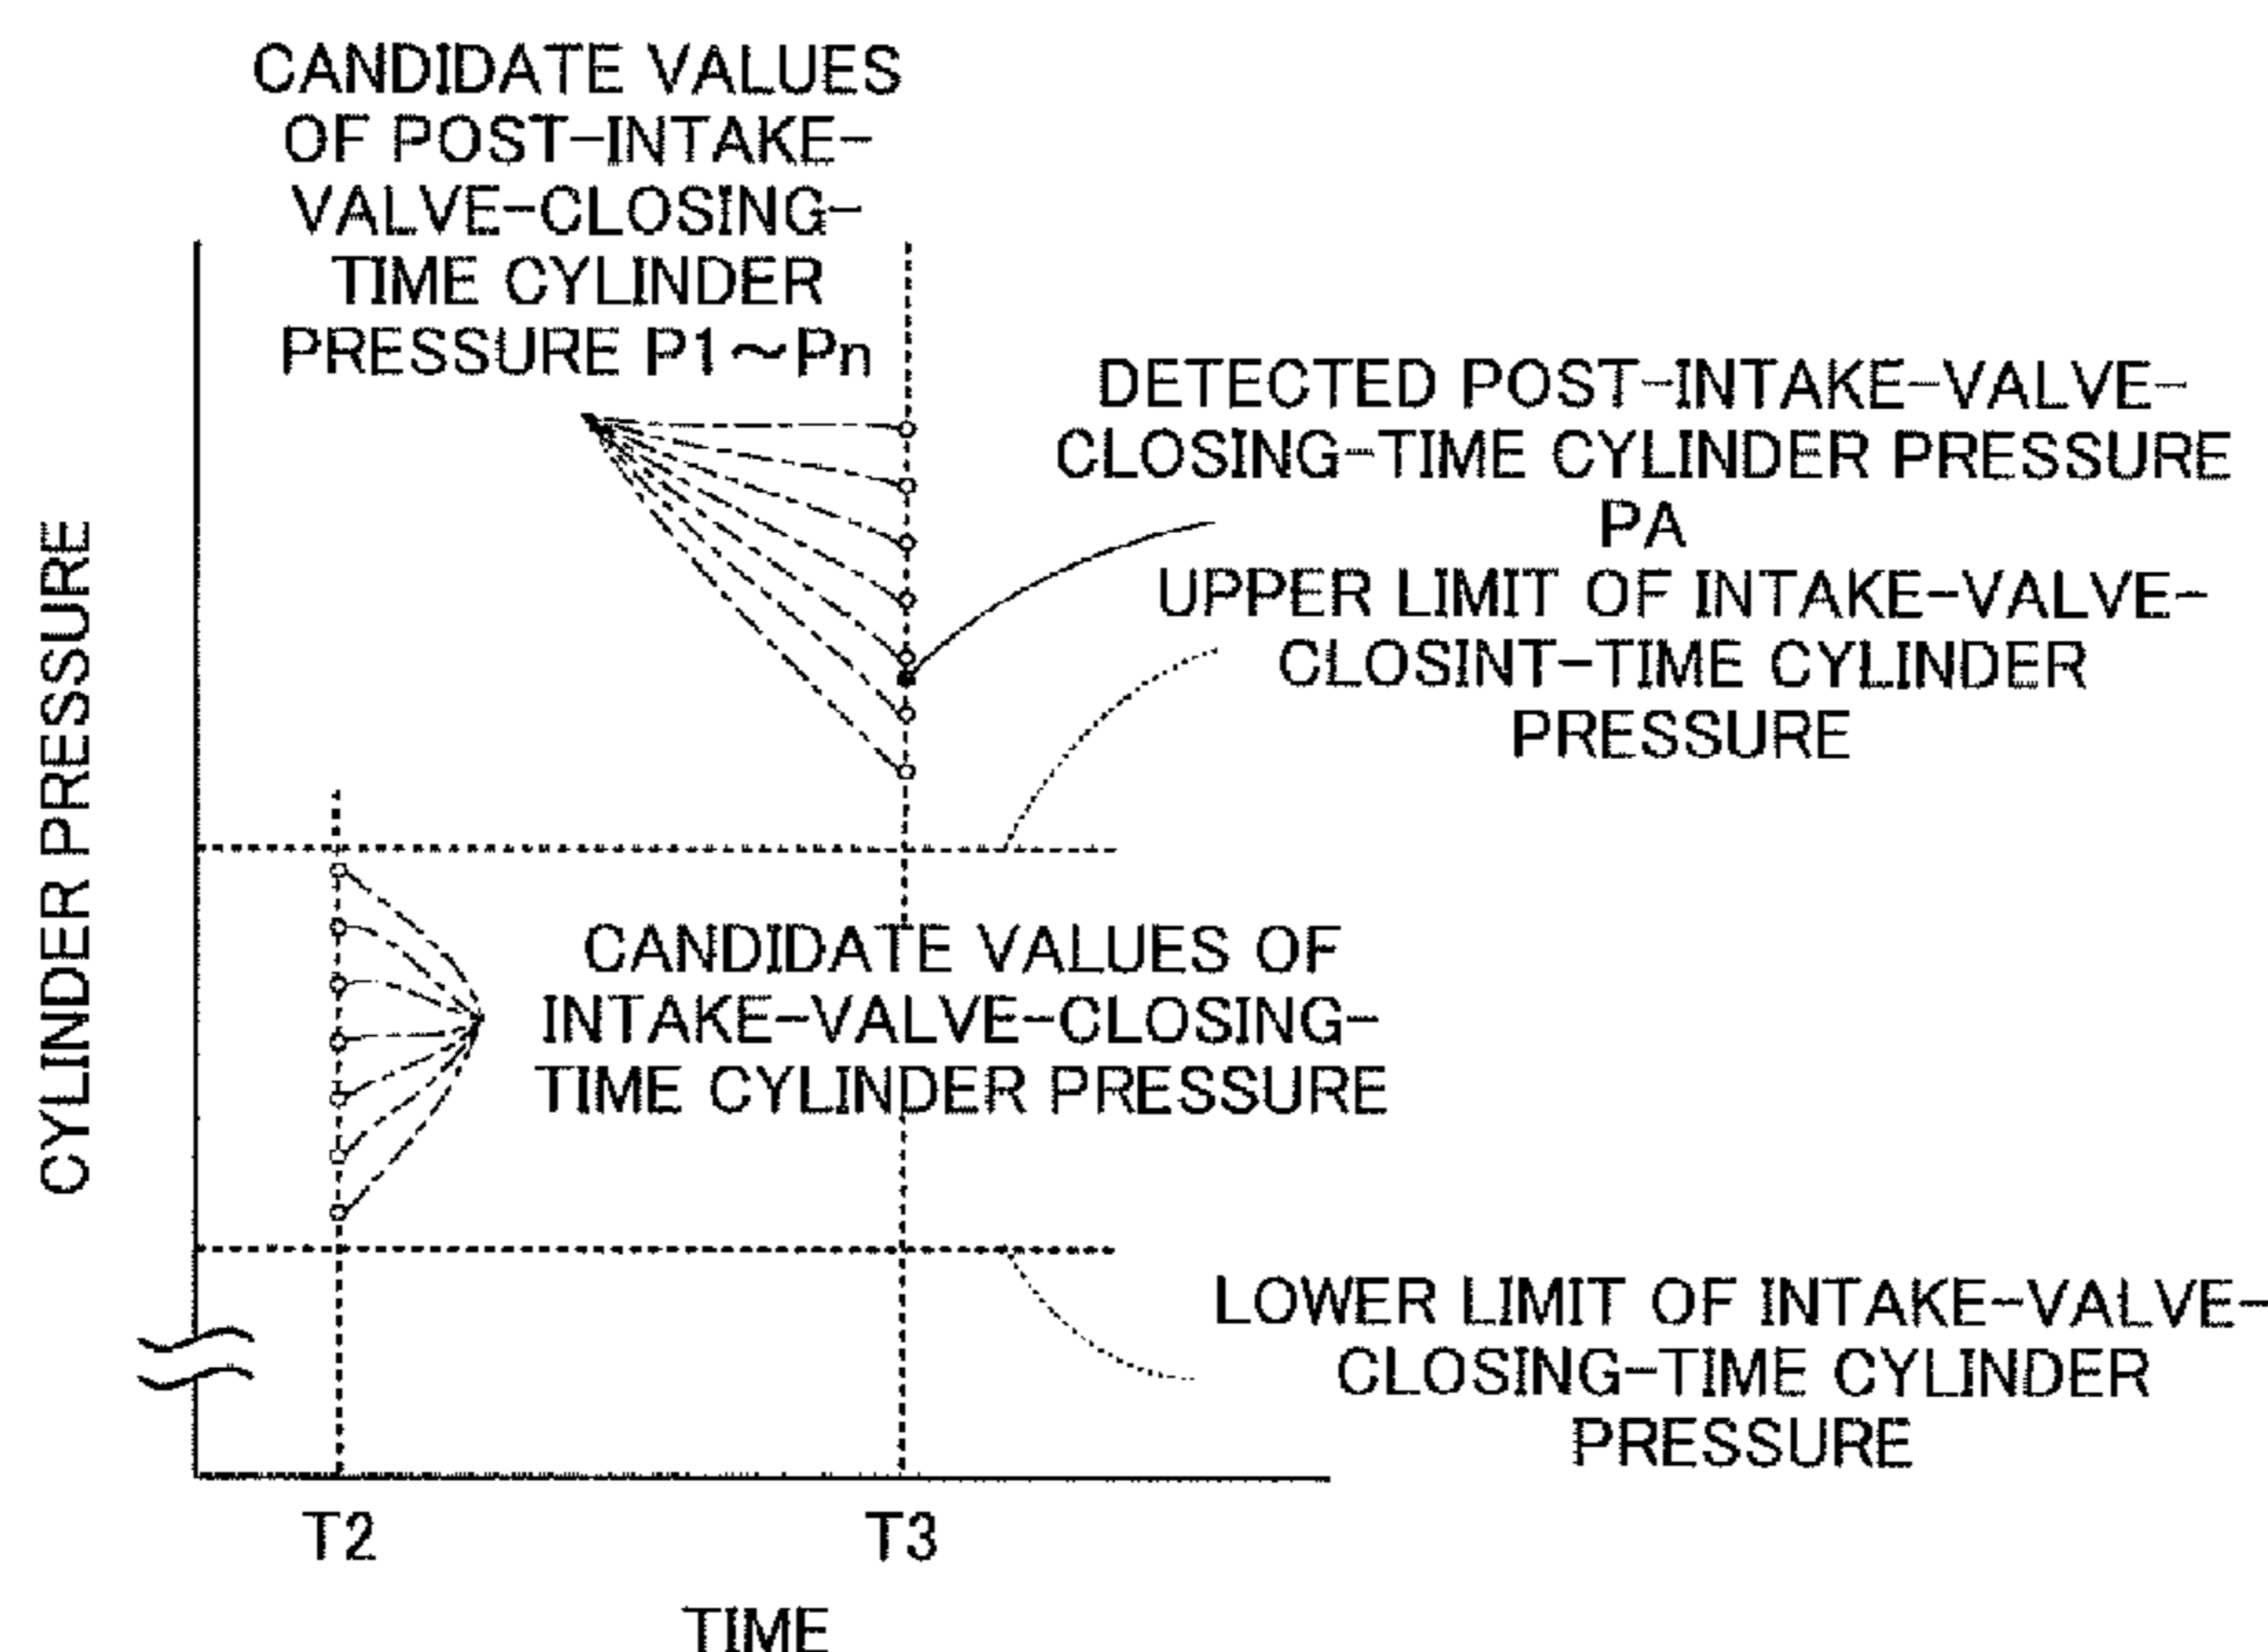 CANDIDATE VALUES
OF POST-INTAKE-
VALVE-CLOSING-
TIME CYLINDER
PRESSURE P1～Pn
DETECTED POST-INTAKE-VALVE-
CLOSING-TIME CYLINDER PRESSURE
PA
UPPER LIMIT OF INTAKE-VALVE-
CLOSINT-TIME CYLINDER
PRESSURE
CYLINDER PRESSURE
CANDIDATE VALUES OF
INTAKE-VALVE-CLOSING-
TIME CYLINDER PRESSURE
LOWER LIMIT OF INTAKE-VALVE-
CLOSING-TIME CYLINDER
PRESSURE
T2
T3
TIME